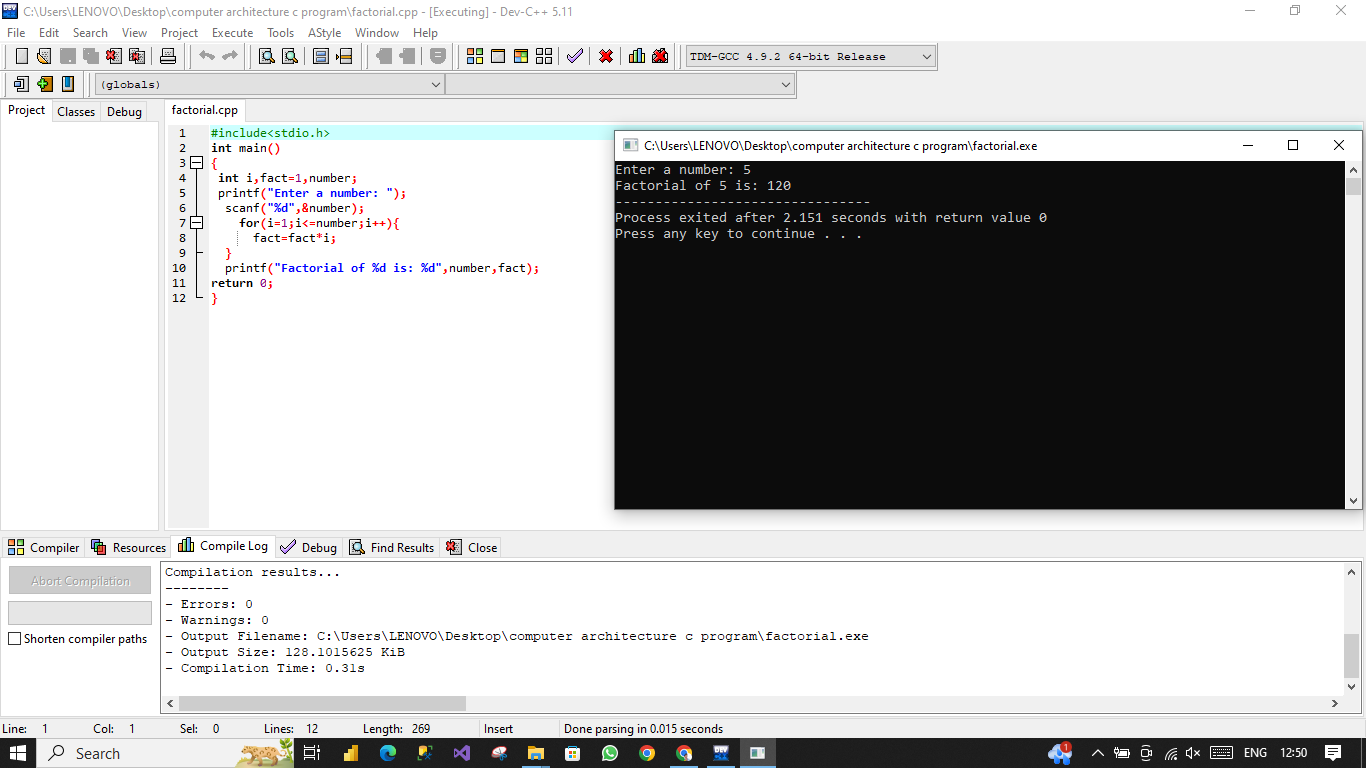 C:\Users\LENOVO\Desktop\computer architecture c program\factorial.cpp - [Executing] - Dev-C++ 5.11
File Edit Search View Project Execute Tools AStyle Window Help
TDM-GCC 4.9.2 64-bit Release
(globals)
Project Classes Debug
factorial.cpp
1 #include<stdio.h>
2 int main()
3 {
4 int i,fact=1,number;
5 printf("Enter a number: ");
6 scanf("%d",&number);
7 for(i=1;i<=number;i++){
8 fact=fact*i;
9 }
10 printf("Factorial of %d is: %d",number,fact);
11 return 0;
12 }
C:\Users\LENOVO\Desktop\computer architecture c program\factorial.exe
Enter a number: 5
Factorial of 5 is: 120
--------------------------------
Process exited after 2.151 seconds with return value 0
Press any key to continue . . .
Compiler Resources Compile Log Debug Find Results Close
Abort Compilation
Shorten compiler paths
Compilation results...
--------
- Errors: 0
- Warnings: 0
- Output Filename: C:\Users\LENOVO\Desktop\computer architecture c program\factorial.exe
- Output Size: 128.1015625 KiB
- Compilation Time: 0.31s
Line: 1 Col: 1 Sel: 0 Lines: 12 Length: 269 Insert Done parsing in 0.015 seconds
Search
1
ENG 12:50